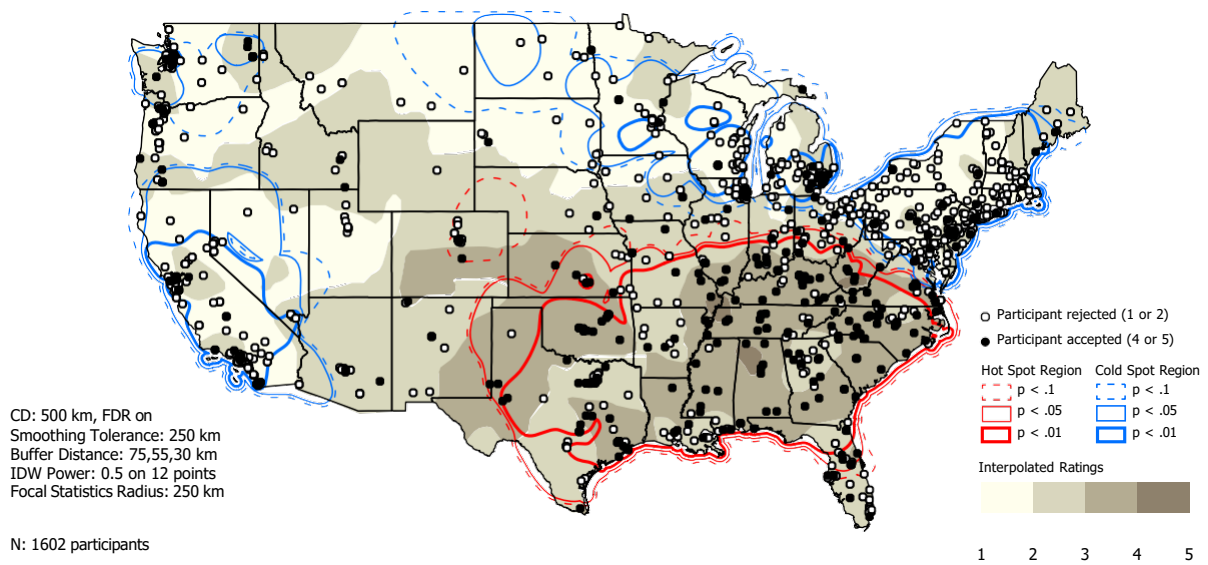 Participant rejected (1 or 2)
Participant accepted (4 or 5)
Hot Spot Region
Cold Spot Region
p < .1
p < .1
p < .05
p < .05
p < .01
p < .01
CD: 500 km, FDR on
Smoothing Tolerance: 250 km
Buffer Distance: 75,55,30 km
IDW Power: 0.5 on 12 points
Focal Statistics Radius: 250 km
N: 1602 participants
Interpolated Ratings
1 2 3 4 5